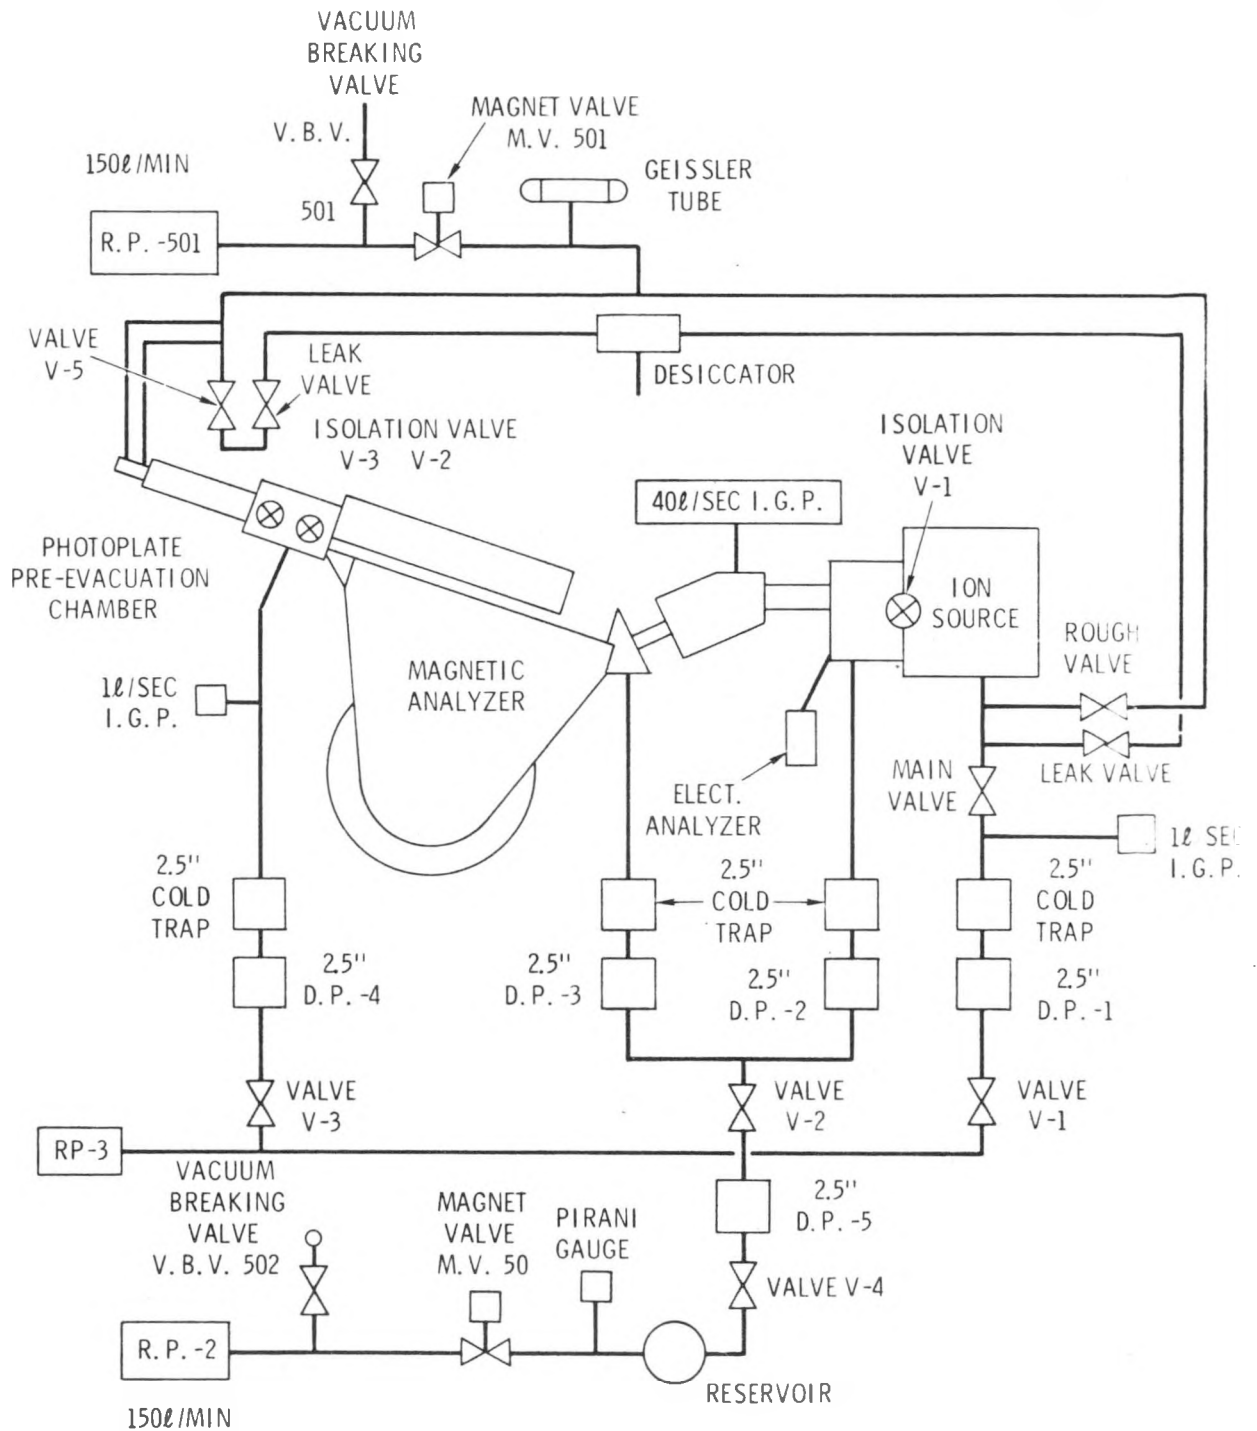 VACUUM
BREAKING
VALVE
V. B. V.
501
MAGNET VALVE
M. V. 501
150ℓ/MIN
R. P. -501
GEISSLER
TUBE
VALVE
V-5
LEAK
VALVE
DESICCATOR
ISOLATION VALVE
V-3 V-2
ISOLATION
VALVE
V-1
40ℓ/SEC I. G. P.
PHOTOPLATE
PRE-EVACUATION
CHAMBER
ION
SOURCE
ROUGH
VALVE
1ℓ/SEC
I. G. P.
MAGNETIC
ANALYZER
LEAK VALVE
MAIN
VALVE
ELECT.
ANALYZER
1ℓ SEC
I. G. P.
2.5"
COLD
TRAP
2.5"
COLD
TRAP
2.5"
COLD
TRAP
2.5"
D. P. -4
2.5"
D. P. -3
2.5"
D. P. -2
2.5"
D. P. -1
VALVE
V-3
VALVE
V-2
VALVE
V-1
RP-3
VACUUM
BREAKING
VALVE
V. B. V. 502
MAGNET
VALVE
M. V. 50
PIRANI
GAUGE
2.5"
D. P. -5
VALVE V-4
R. P. -2
RESERVOIR
150ℓ/MIN